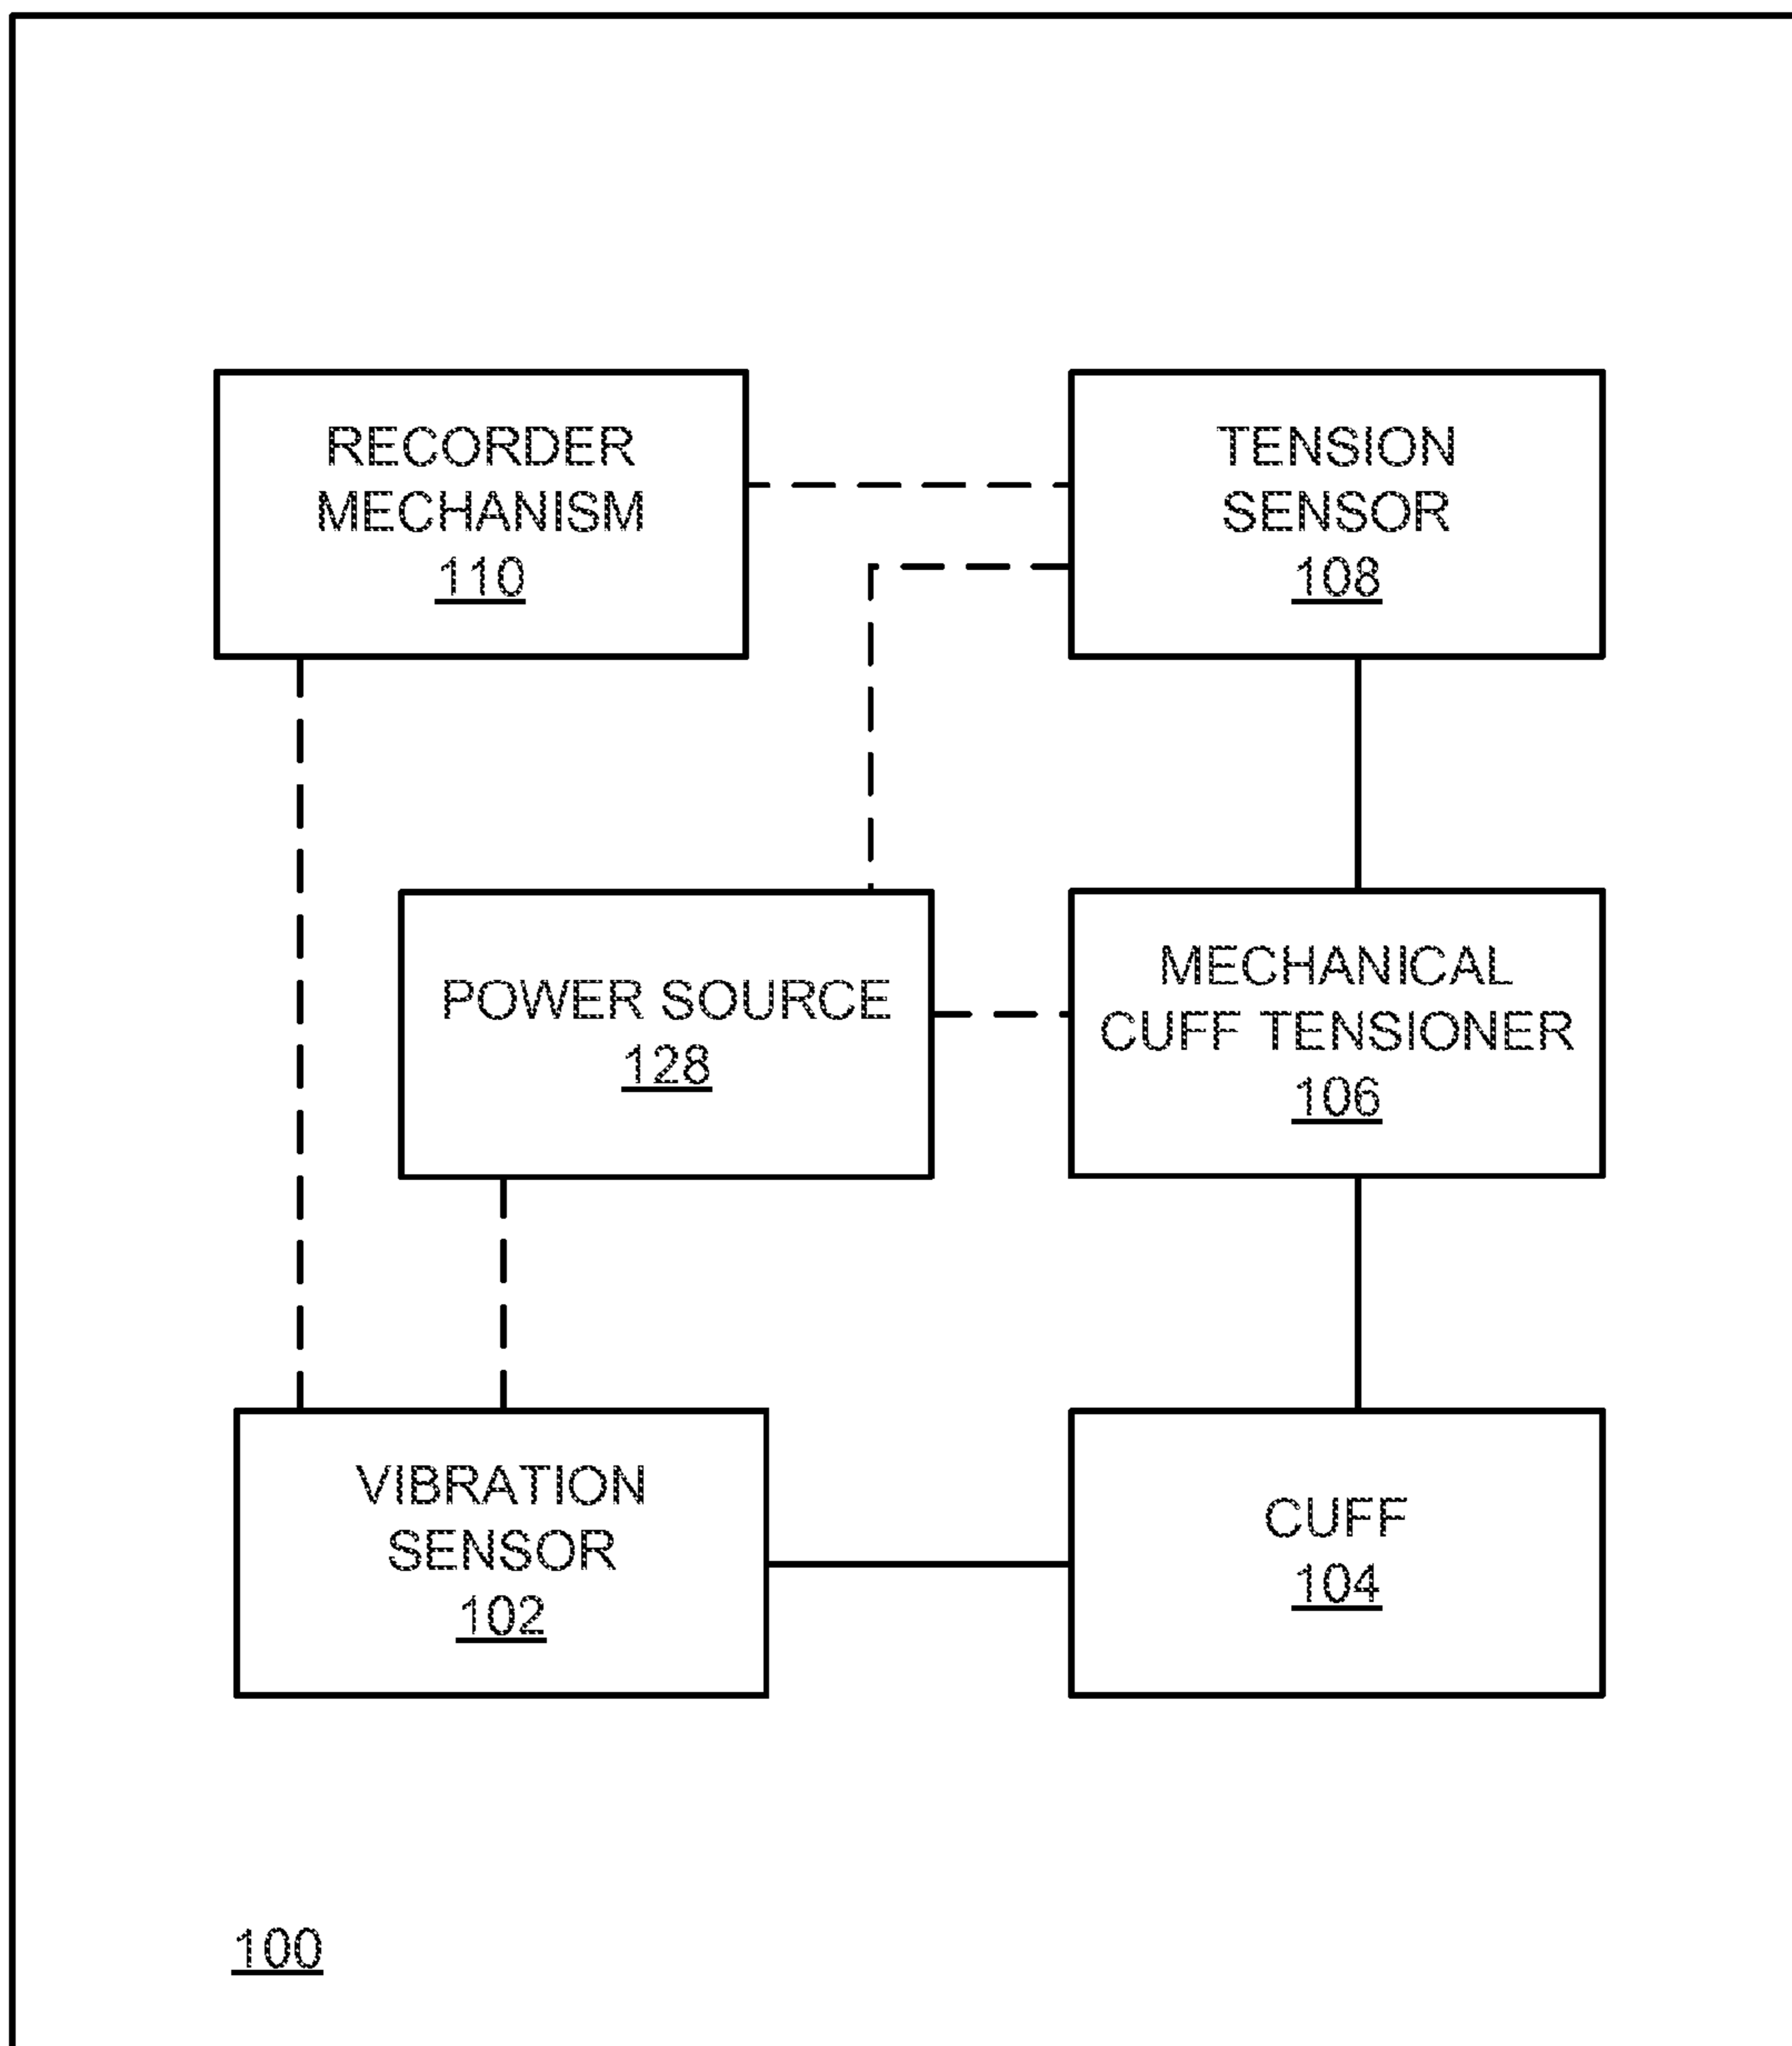 RECORDER
MECHANISM
110
TENSION
SENSOR
108
POWER SOURCE
128
MECHANICAL
CUFF TENSIONER
106
VIBRATION
SENSOR
102
CUFF
104
100